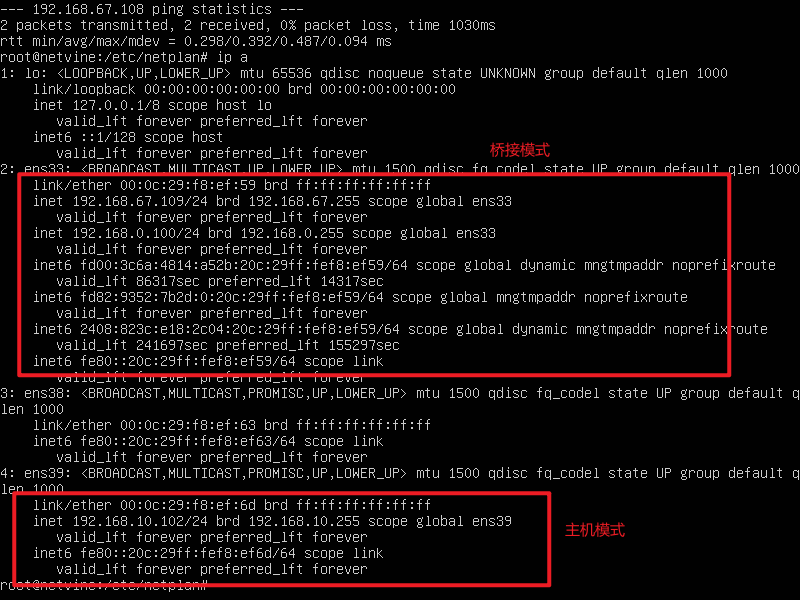 --- 192.168.67.108 ping statistics ---
2 packets transmitted, 2 received, 0% packet loss, time 1030ms
rtt min/avg/max/mdev = 0.298/0.392/0.487/0.094 ms
root@netvine:/etc/netplan# ip a
1: lo: <LOOPBACK,UP,LOWER_UP> mtu 65536 qdisc noqueue state UNKNOWN group default qlen 1000
link/loopback 00:00:00:00:00:00 brd 00:00:00:00:00:00
inet 127.0.0.1/8 scope host lo
valid_lft forever preferred_lft forever
inet6 ::1/128 scope host
valid_lft forever preferred_lft forever
桥接模式
2: ens33: <BROADCAST,MULTICAST,UP,LOWER_UP> mtu 1500 qdisc fq_codel state UP group default qlen 1000
link/ether 00:0c:29:f8:ef:59 brd ff:ff:ff:ff:ff:ff
inet 192.168.67.109/24 brd 192.168.67.255 scope global ens33
valid_lft forever preferred_lft forever
inet 192.168.0.100/24 brd 192.168.0.255 scope global ens33
valid_lft forever preferred_lft forever
inet6 fd00:3c6a:4814:a52b:20c:29ff:fef8:ef59/64 scope global dynamic mngtmpaddr noprefixroute
valid_lft 86317sec preferred_lft 14317sec
inet6 fd82:9352:7b2d:0:20c:29ff:fef8:ef59/64 scope global mngtmpaddr noprefixroute
valid_lft forever preferred_lft forever
inet6 2408:823c:e18:2c04:20c:29ff:fef8:ef59/64 scope global dynamic mngtmpaddr noprefixroute
valid_lft 241697sec preferred_lft 155297sec
inet6 fe80::20c:29ff:fef8:ef59/64 scope link
valid_lft forever preferred_lft forever
3: ens38: <BROADCAST,MULTICAST,PROMISC,UP,LOWER_UP> mtu 1500 qdisc fq_codel state UP group default q
len 1000
link/ether 00:0c:29:f8:ef:63 brd ff:ff:ff:ff:ff:ff
inet6 fe80::20c:29ff:fef8:ef63/64 scope link
valid_lft forever preferred_lft forever
4: ens39: <BROADCAST,MULTICAST,PROMISC,UP,LOWER_UP> mtu 1500 qdisc fq_codel state UP group default q
len 1000
link/ether 00:0c:29:f8:ef:6d brd ff:ff:ff:ff:ff:ff
inet 192.168.10.102/24 brd 192.168.10.255 scope global ens39
主机模式
valid_lft forever preferred_lft forever
inet6 fe80::20c:29ff:fef8:ef6d/64 scope link
valid_lft forever preferred_lft forever
root@netvine:/etc/netplan#